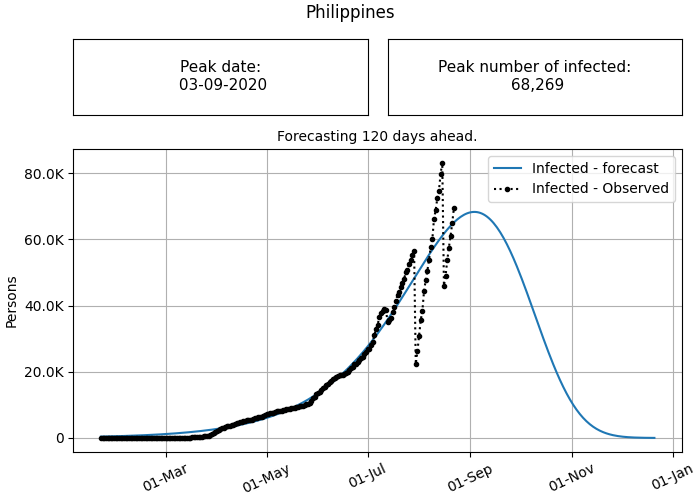 Philippines
Peak date:
03-09-2020
Peak number of infected:
68,269
Forecasting 120 days ahead.
Infected - forecast
Infected - Observed
80.0K
60.0K
40.0K
20.0K
0
Persons
01-Mar
01-May
01-Jul
01-Sep
01-Nov
01-Jan